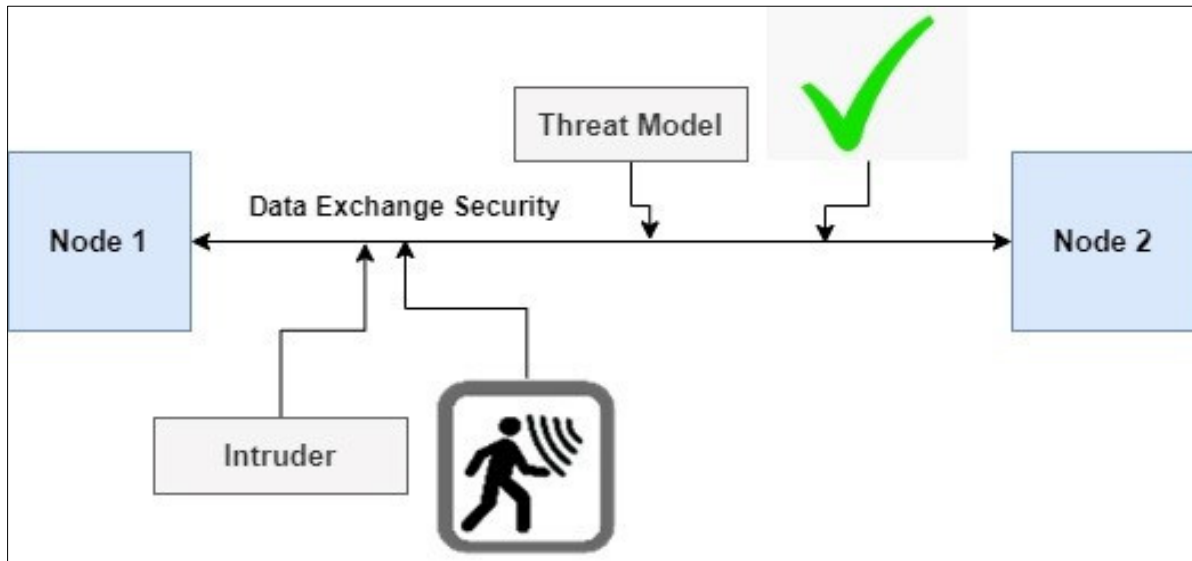 Threat Model
Data Exchange Security
Node 1
Node 2
Intruder